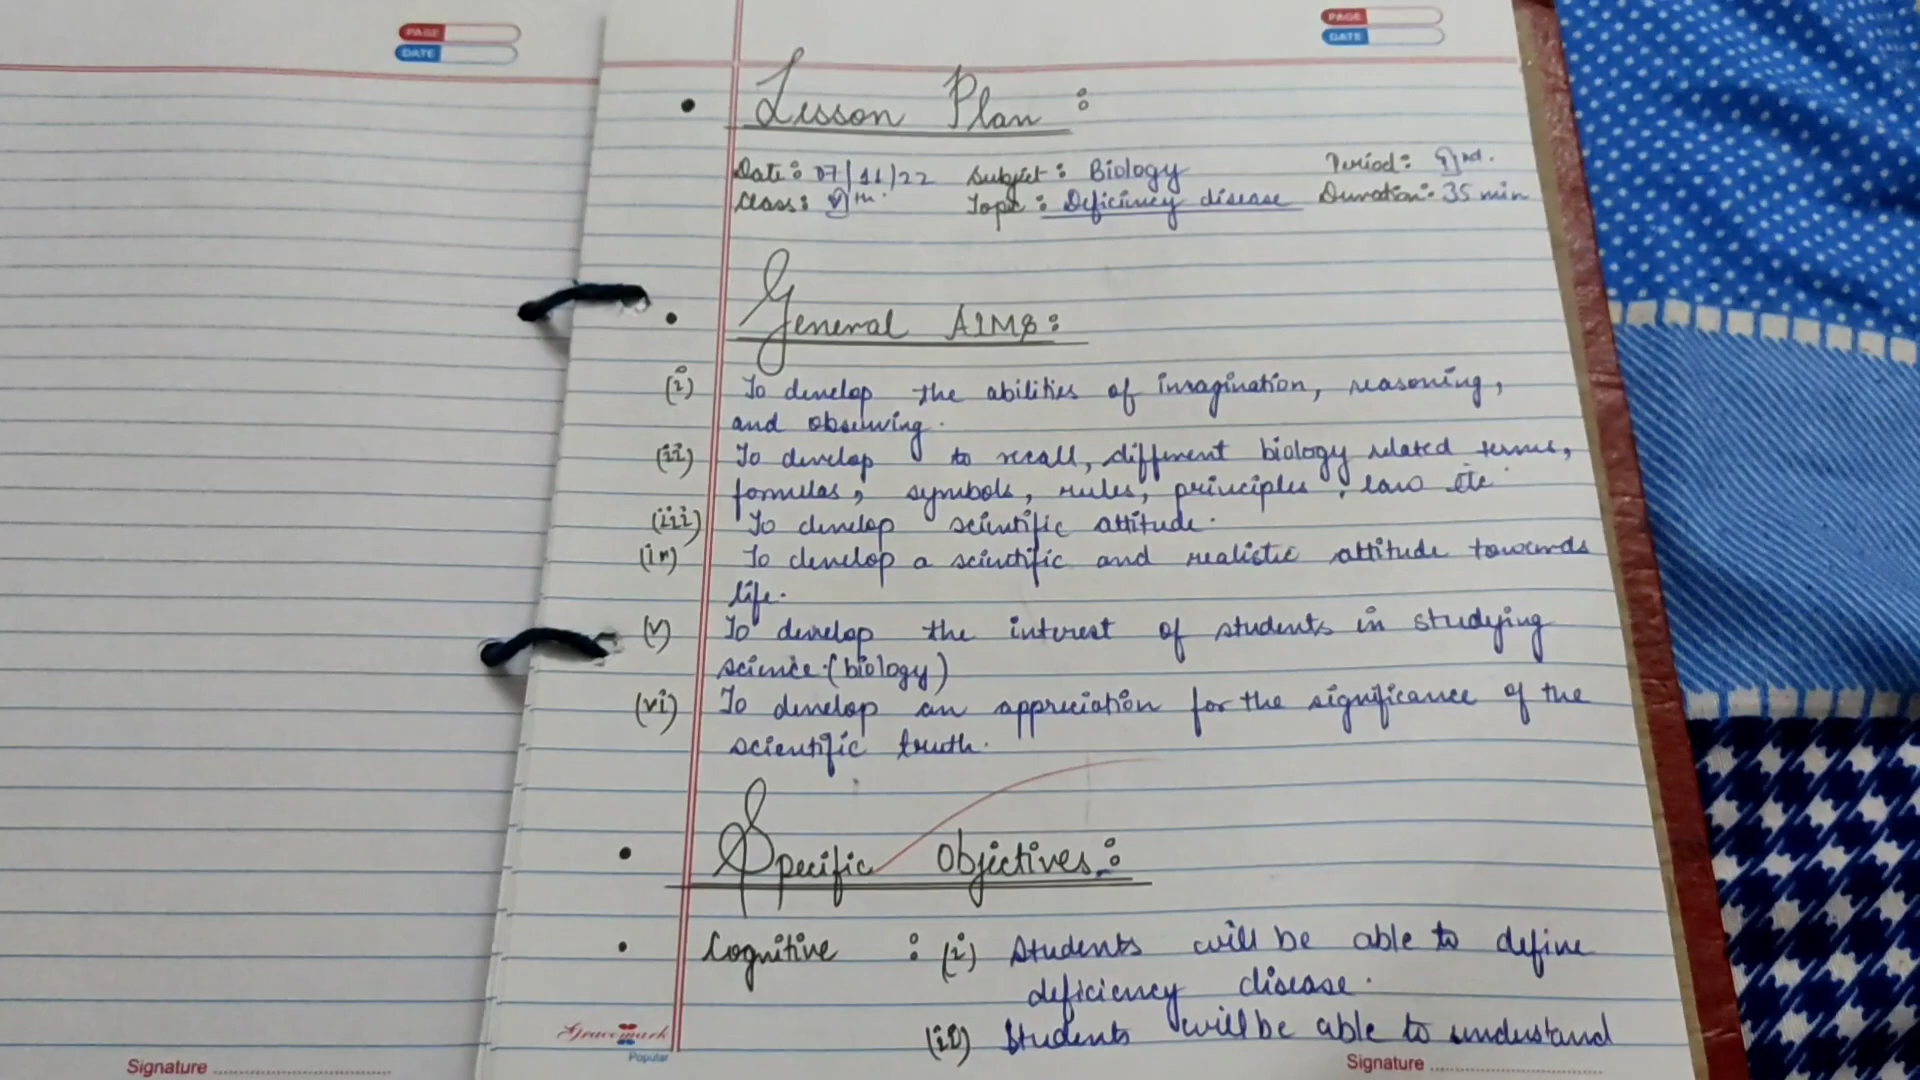 PAGE
DATE
PAGE
DATE
• Lesson Plan :
Date : 07/11/22 Subject : Biology Period :
Class : Topic : Deficiency disease Duration : 35 min
• General AIMS :
(i) To develop the abilities of imagination, reasoning,
and observing.
(ii) To develop to recall, different biology related terms,
formulas, symbols, rules, principles, laws etc
(iii) To develop scientific attitude.
(iv) To develop a scientific and realistic attitude towards
life.
(v) To develop the interest of students in studying
science.(biology)
(vi) To develop an appreciation for the significance of the
scientific truth.
• Specific Objectives :
• Cognitive : (i) Students will be able to define
deficiency disease.
(ii) Students will be able to understand
Gracemark
Popular
Signature
Signature